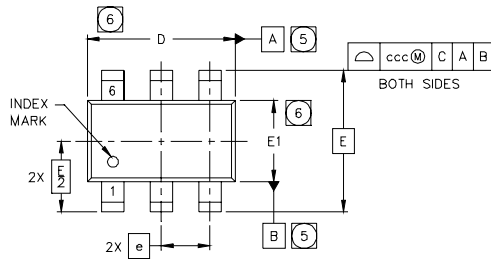 6
D
A 5
⌓ ccc Ⓜ C A B
BOTH SIDES
6
INDEX
MARK
6
E1
E
2X E
2
1
B 5
2X e